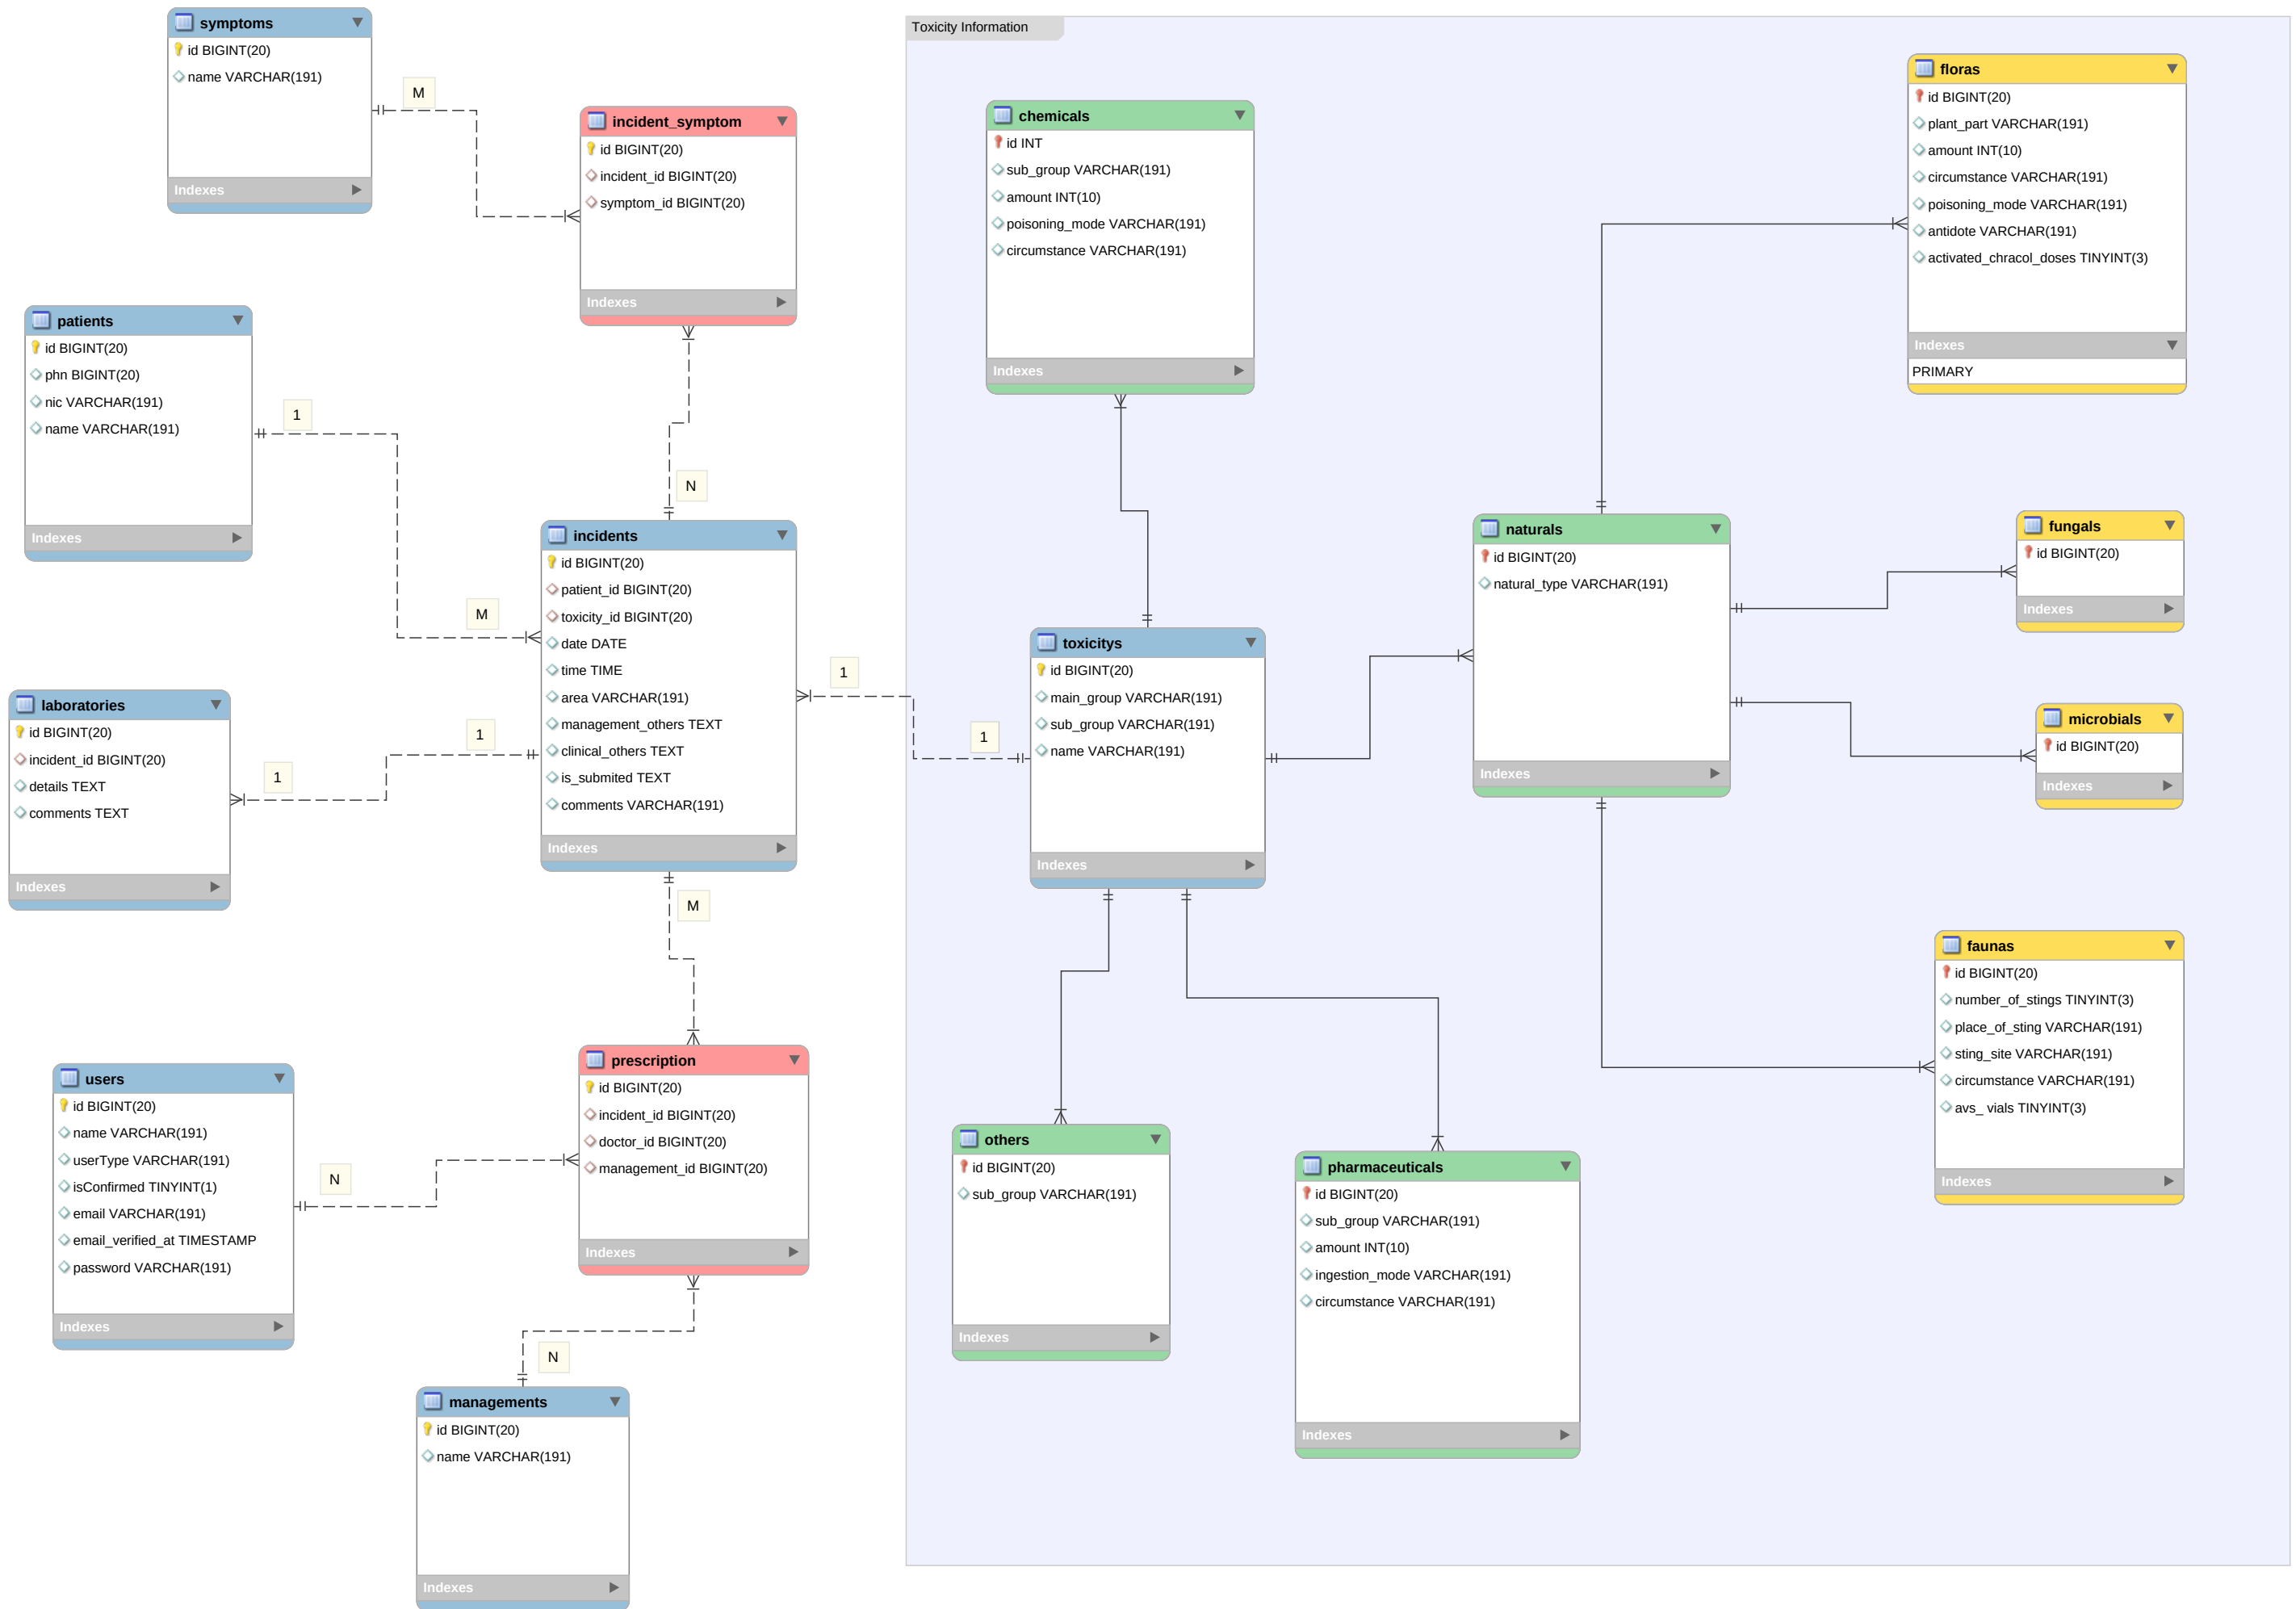 symptoms
id BIGINT(20)
name VARCHAR(191)
Indexes
M
incident_symptom
id BIGINT(20)
incident_id BIGINT(20)
symptom_id BIGINT(20)
Indexes
patients
id BIGINT(20)
phn BIGINT(20)
nic VARCHAR(191)
name VARCHAR(191)
Indexes
1
N
M
incidents
id BIGINT(20)
patient_id BIGINT(20)
toxicity_id BIGINT(20)
date DATE
time TIME
area VARCHAR(191)
management_others TEXT
clinical_others TEXT
is_submited TEXT
comments VARCHAR(191)
Indexes
laboratories
id BIGINT(20)
incident_id BIGINT(20)
details TEXT
comments TEXT
Indexes
1
1
1
1
M
users
id BIGINT(20)
name VARCHAR(191)
userType VARCHAR(191)
isConfirmed TINYINT(1)
email VARCHAR(191)
email_verified_at TIMESTAMP
password VARCHAR(191)
Indexes
N
prescription
id BIGINT(20)
incident_id BIGINT(20)
doctor_id BIGINT(20)
management_id BIGINT(20)
Indexes
N
managements
id BIGINT(20)
name VARCHAR(191)
Indexes
Toxicity Information
chemicals
id INT
sub_group VARCHAR(191)
amount INT(10)
poisoning_mode VARCHAR(191)
circumstance VARCHAR(191)
Indexes
toxicitys
id BIGINT(20)
main_group VARCHAR(191)
sub_group VARCHAR(191)
name VARCHAR(191)
Indexes
others
id BIGINT(20)
sub_group VARCHAR(191)
Indexes
pharmaceuticals
id BIGINT(20)
sub_group VARCHAR(191)
amount INT(10)
ingestion_mode VARCHAR(191)
circumstance VARCHAR(191)
Indexes
naturals
id BIGINT(20)
natural_type VARCHAR(191)
Indexes
floras
id BIGINT(20)
plant_part VARCHAR(191)
amount INT(10)
circumstance VARCHAR(191)
poisoning_mode VARCHAR(191)
antidote VARCHAR(191)
activated_chracol_doses TINYINT(3)
Indexes
PRIMARY
fungals
id BIGINT(20)
Indexes
microbials
id BIGINT(20)
Indexes
faunas
id BIGINT(20)
number_of_stings TINYINT(3)
place_of_sting VARCHAR(191)
sting_site VARCHAR(191)
circumstance VARCHAR(191)
avs_ vials TINYINT(3)
Indexes